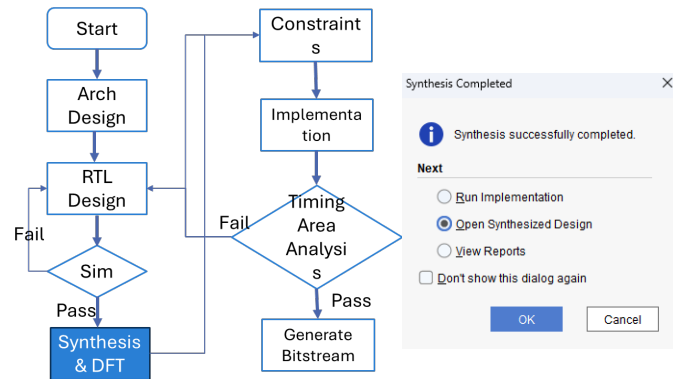 Start
Arch
Design
RTL
Design
Fail
Sim
Pass
Synthesis
& DFT
Constraint
s
Implementa
tion
Timing
Area
Analysi
s
Fail
Pass
Generate
Bitstream
Synthesis Completed
Synthesis successfully completed.
Next
Run Implementation
Open Synthesized Design
View Reports
Don't show this dialog again
OK
Cancel